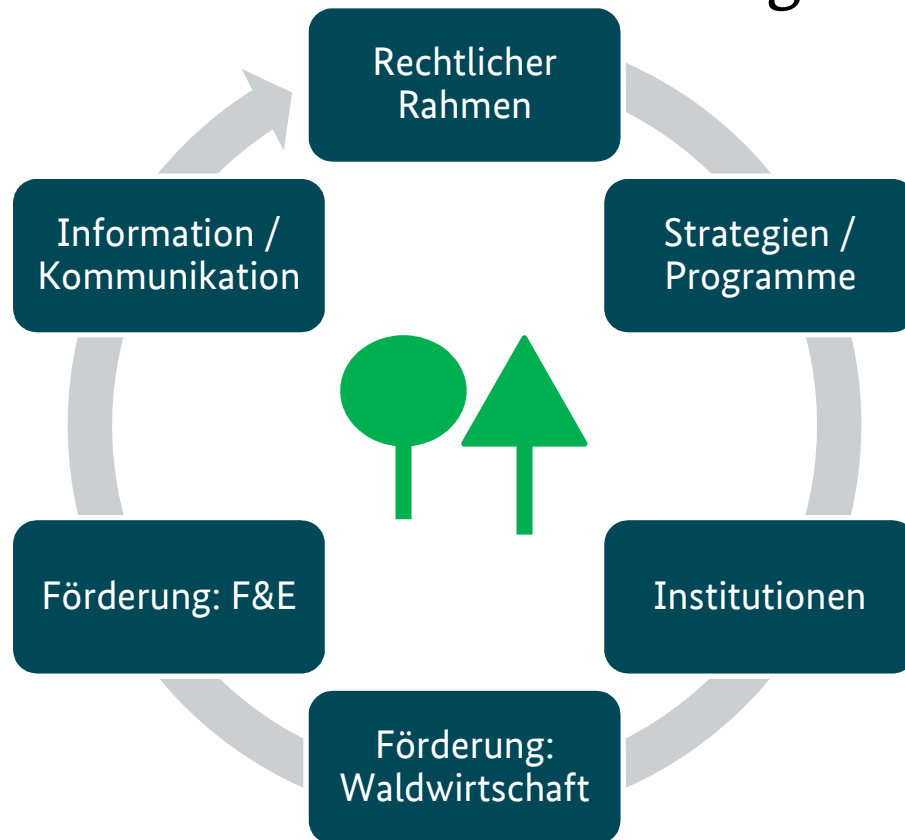 Rechtlicher
Rahmen
Strategien /
Programme
Institutionen
Förderung:
Waldwirtschaft
Förderung: F&E
Information /
Kommunikation